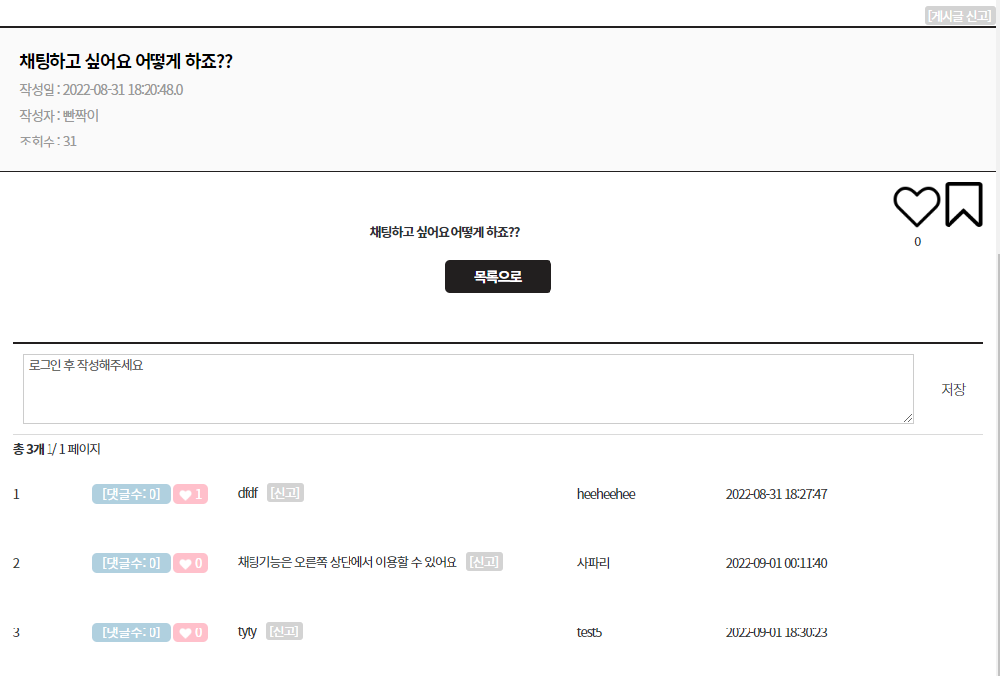 [게시글 신고]
채팅하고 싶어요 어떻게 하죠??
작성일 : 2022-08-31 18:20:48.0
작성자 : 빤짝이
조회수 : 31
0
채팅하고 싶어요 어떻게 하죠??
목록으로
로그인 후 작성해주세요
저장
총 3개 1/ 1 페이지
1 [댓글수: 0] 1 dfdf [신고] heeheehee 2022-08-31 18:27:47
2 [댓글수: 0] 0 채팅기능은 오른쪽 상단에서 이용할 수 있어요 [신고] 사파리 2022-09-01 00:11:40
3 [댓글수: 0] 0 tyty [신고] test5 2022-09-01 18:30:23